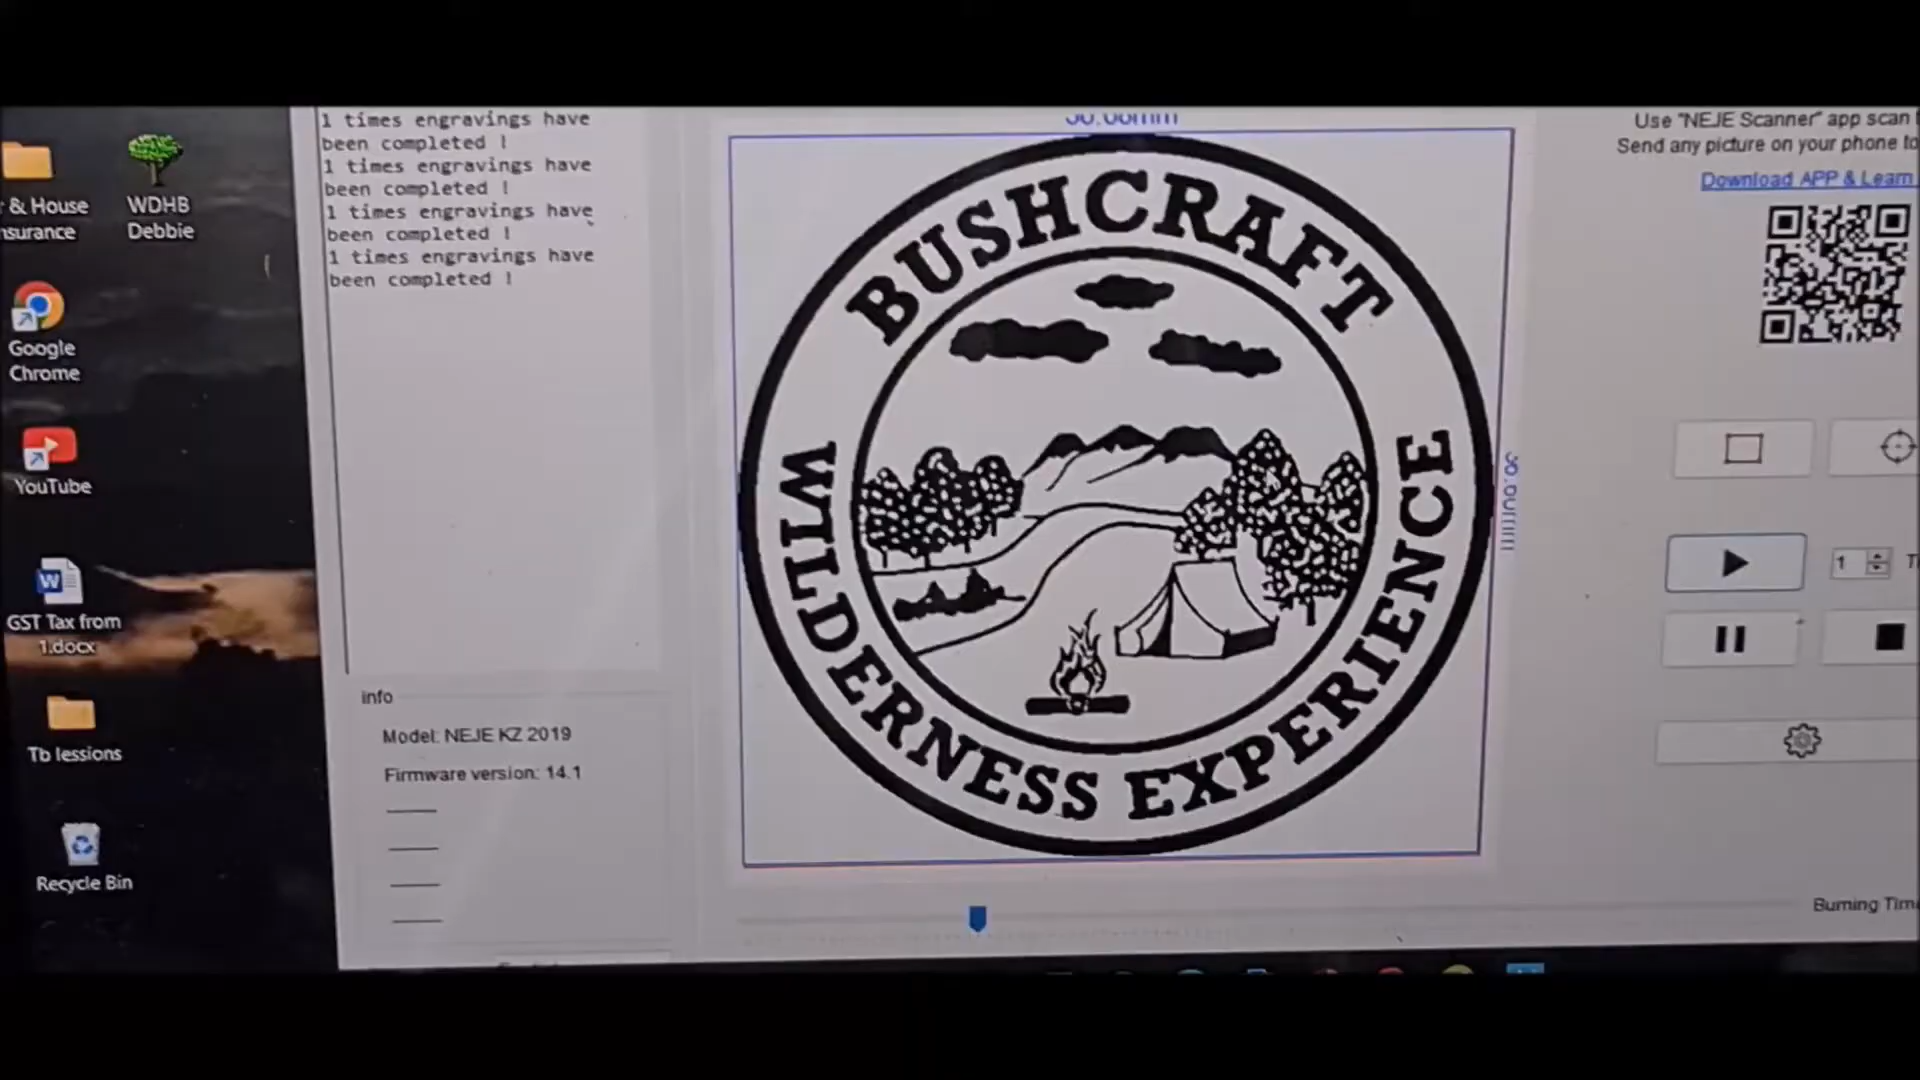 1 times engravings have
been completed !
1 times engravings have
been completed !
1 times engravings have
been completed !
1 times engravings have
been completed !
& House
nsurance
WDHB
Debbie
Google
Chrome
YouTube
GST Tax from
1.docx
Tb lessions
Recycle Bin
info
Model: NEJE KZ 2019
Firmware version: 14.1
BUSHCRAFT
WILDERNESS EXPERIENCE
Use "NEJE Scanner" app scan
Send any picture on your phone to
Download APP & Learn
1
Burning Tim